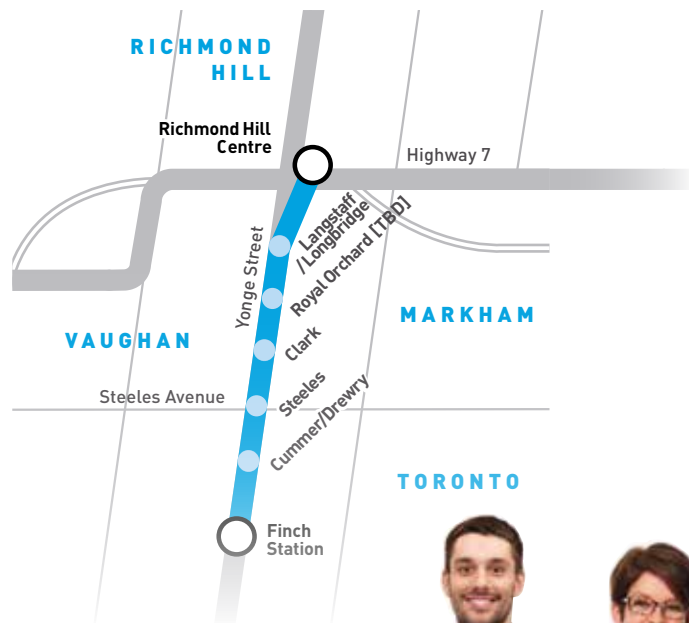 RICHMOND
HILL
Richmond Hill
Centre
Highway 7
Langstaff
/Longbridge
Royal Orchard [TBD]
Yonge Street
MARKHAM
VAUGHAN
Clark
Steeles
Steeles Avenue
Cummer/Drewry
TORONTO
Finch
Station